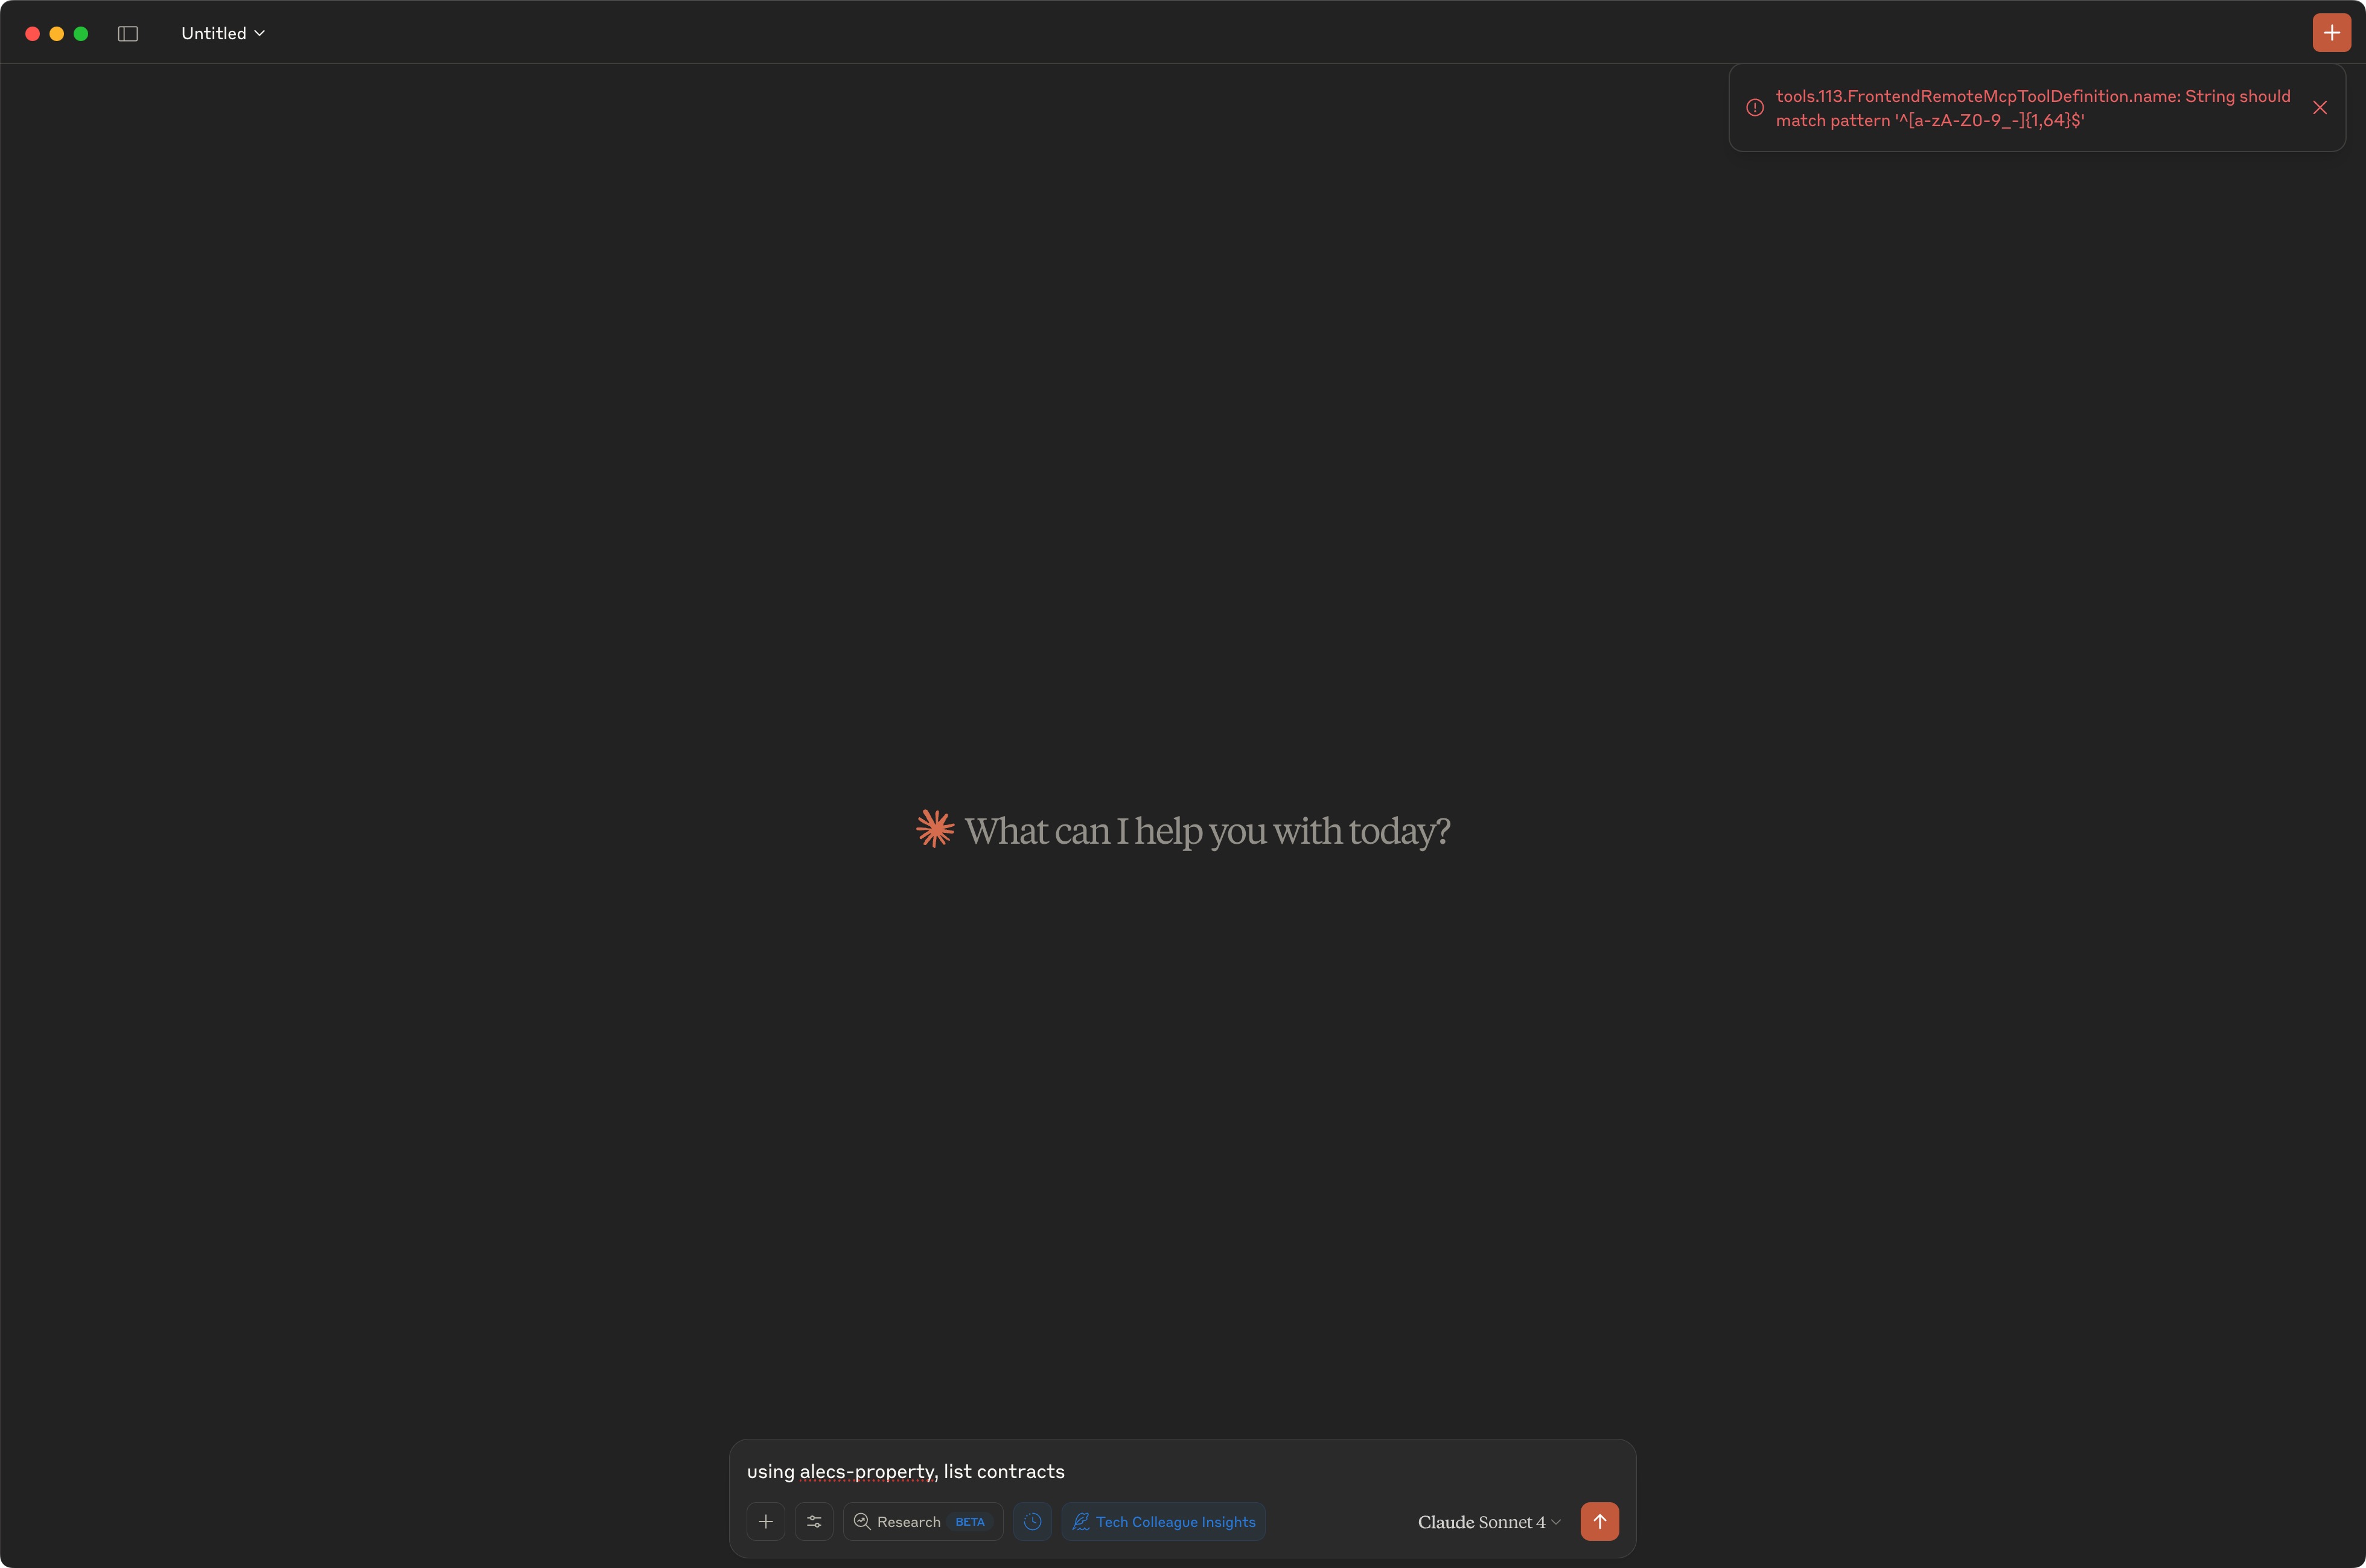 Untitled
tools.113.FrontendRemoteMcpToolDefinition.name: String should
match pattern '^[a-zA-Z0-9_-]{1,64}$'
What can I help you with today?
using alecs-property, list contracts
Research BETA Tech Colleague Insights Claude Sonnet 4